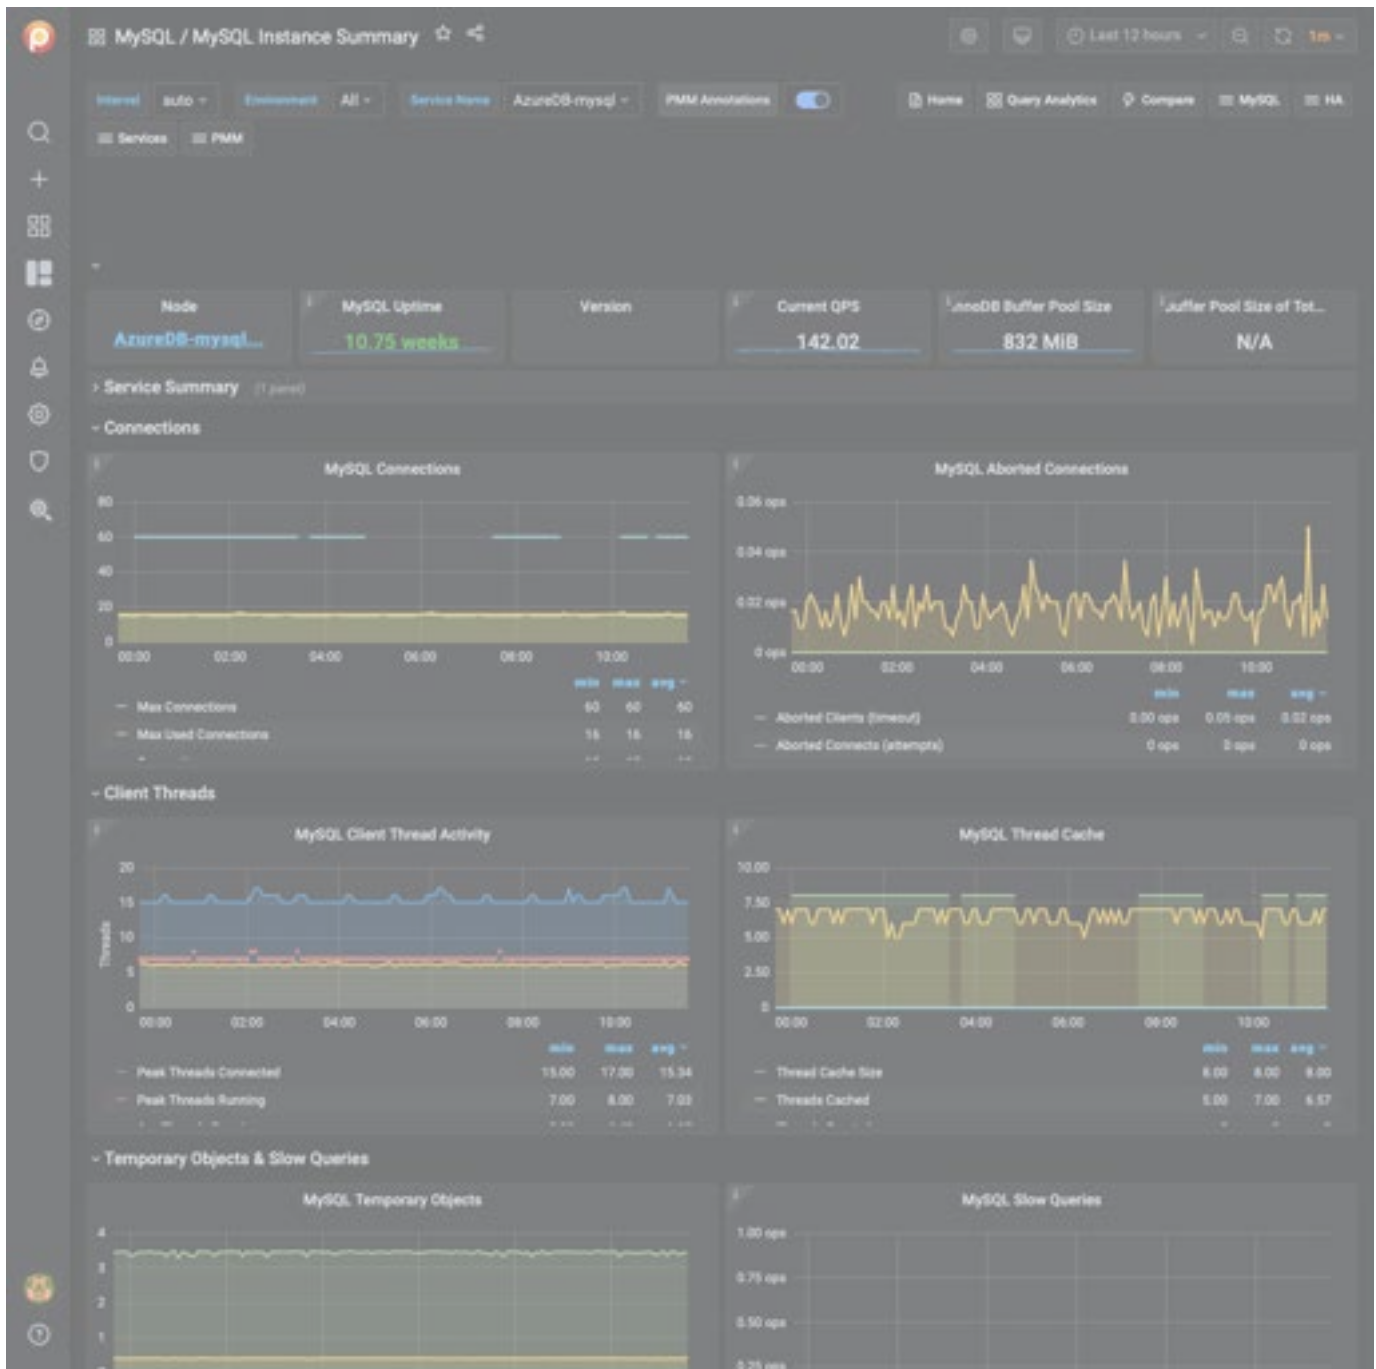 MySQL / MySQL Instance Summary
Last 12 hours
1m
Interval auto Environment All Service Name AzureDB-mysql PMM Annotations Home Query Analytics Compare MySQL HA
Services PMM
Node
AzureDB-mysql...
MySQL Uptime
10.75 weeks
Version
Current QPS
142.02
InnoDB Buffer Pool Size
832 MiB
Buffer Pool Size of Tot...
N/A
Service Summary (1 panel)
Connections
MySQL Connections
80
60
40
20
0
00:00 02:00 04:00 06:00 08:00 10:00
min max avg
Max Connections 60 60 60
Max Used Connections 16 16 16
MySQL Aborted Connections
0.06 ops
0.04 ops
0.02 ops
0 ops
00:00 02:00 04:00 06:00 08:00 10:00
min max avg
Aborted Clients (timeout) 0.00 ops 0.05 ops 0.02 ops
Aborted Connects (attempts) 0 ops 0 ops 0 ops
Client Threads
MySQL Client Thread Activity
Threads
20
15
10
5
0
00:00 02:00 04:00 06:00 08:00 10:00
min max avg
Peak Threads Connected 15.00 17.00 15.34
Peak Threads Running 7.00 8.00 7.03
MySQL Thread Cache
10.00
7.50
5.00
2.50
0
00:00 02:00 04:00 06:00 08:00 10:00
min max avg
Thread Cache Size 8.00 8.00 8.00
Threads Cached 5.00 7.00 6.57
Temporary Objects & Slow Queries
MySQL Temporary Objects
4
3
2
1
MySQL Slow Queries
1.00 ops
0.75 ops
0.50 ops
0.25 ops